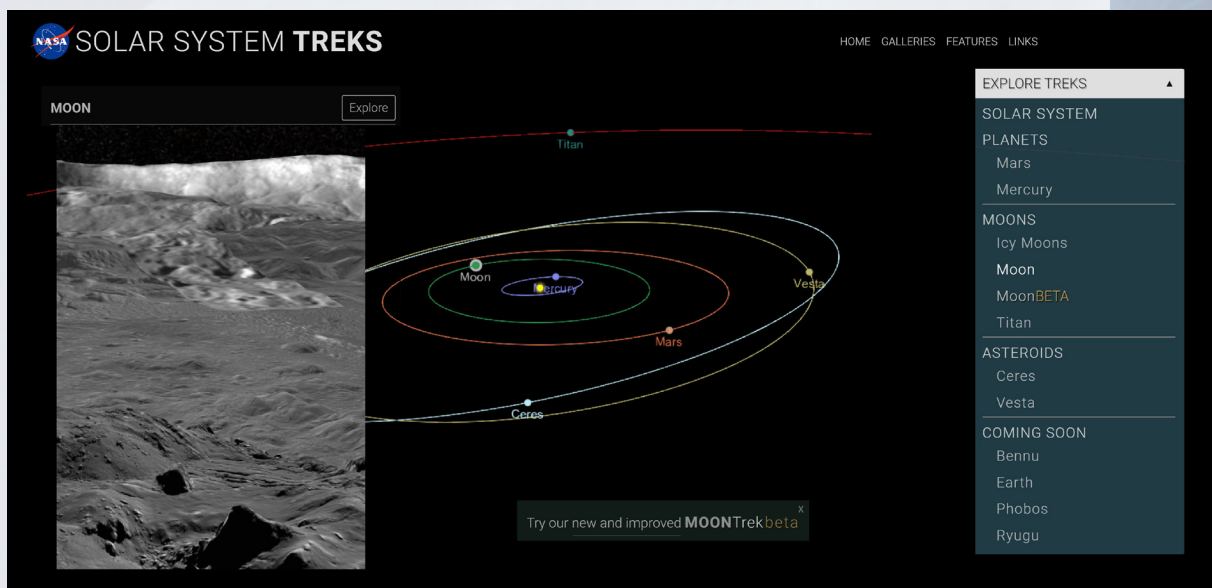 NASA SOLAR SYSTEM TREKS
HOME GALLERIES FEATURES LINKS
MOON Explore
EXPLORE TREKS ▲
SOLAR SYSTEM
PLANETS
Mars
Mercury
MOONS
Icy Moons
Moon
MoonBETA
Titan
ASTEROIDS
Ceres
Vesta
COMING SOON
Bennu
Earth
Phobos
Ryugu
Titan
Moon
Mercury
Vesta
Mars
Ceres
Try our new and improved MOONTrekbeta x